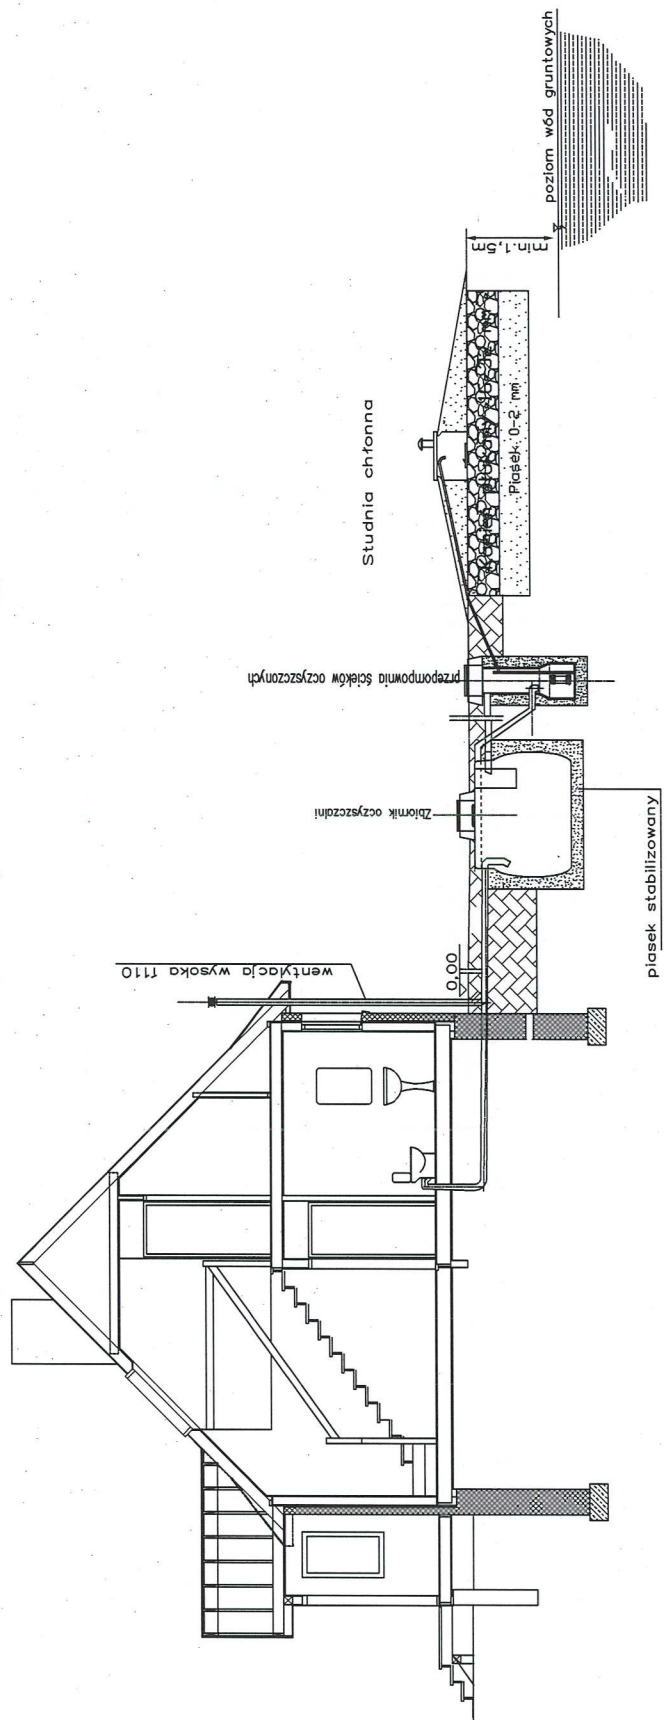 poziom wód gruntowych
min.1,5m
Studnia chłonna
Piasek 0-2 mm
przepompownia ścieków oczyszczonych
Zbiornik oczyszczalni
piasek stabilizowany
0,00
wentylacja wysoka f110